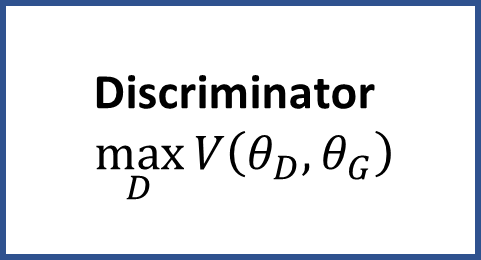 Discriminator
max V(θ_D, θ_G)
D